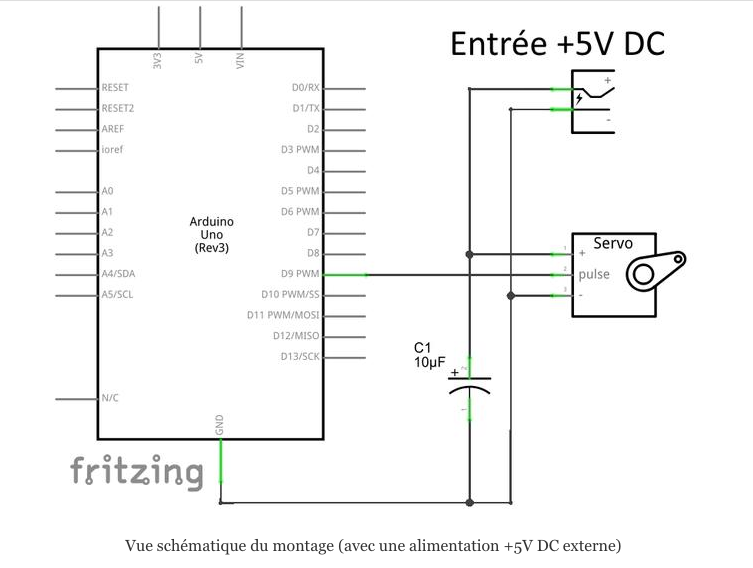 Entrée +5V DC
3V3
5V
VIN
+
-
RESET
RESET2
AREF
ioref
A0
A1
A2
A3
A4/SDA
A5/SCL
N/C
Arduino
Uno
(Rev3)
D0/RX
D1/TX
D2
D3 PWM
D4
D5 PWM
D6 PWM
D7
D8
D9 PWM
D10 PWM/SS
D11 PWM/MOSI
D12/MISO
D13/SCK
GND
Servo
1
+
2
pulse
3
-
C1
10µF
+
2
1
fritzing
Vue schématique du montage (avec une alimentation +5V DC externe)